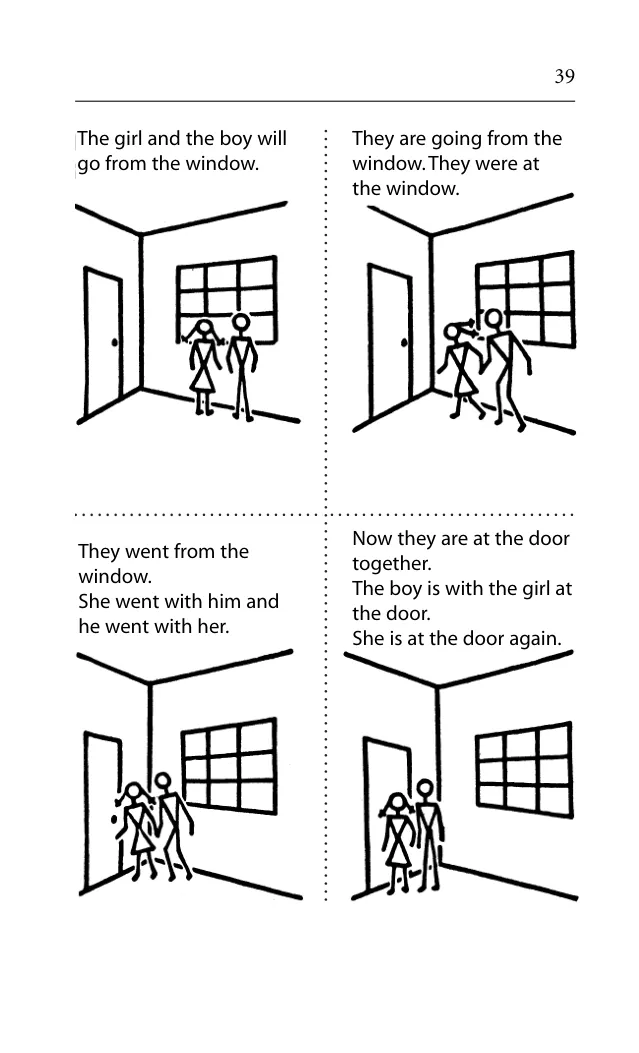 39
The girl and the boy will
go from the window.
They are going from the
window. They were at
the window.
They went from the
window.
She went with him and
he went with her.
Now they are at the door
together.
The boy is with the girl at
the door.
She is at the door again.